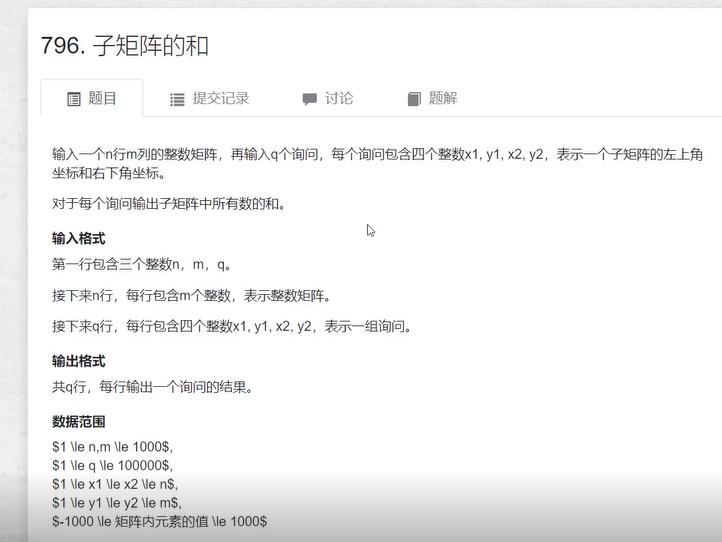 796. 子矩阵的和
题目 提交记录 讨论 题解
输入一个n行m列的整数矩阵，再输入q个询问，每个询问包含四个整数x1, y1, x2, y2，表示一个子矩阵的左上角
坐标和右下角坐标。
对于每个询问输出子矩阵中所有数的和。
输入格式
第一行包含三个整数n，m，q。
接下来n行，每行包含m个整数，表示整数矩阵。
接下来q行，每行包含四个整数x1, y1, x2, y2，表示一组询问。
输出格式
共q行，每行输出一个询问的结果。
数据范围
$1 \le n,m \le 1000$,
$1 \le q \le 100000$,
$1 \le x1 \le x2 \le n$,
$1 \le y1 \le y2 \le m$,
$-1000 \le 矩阵内元素的值 \le 1000$